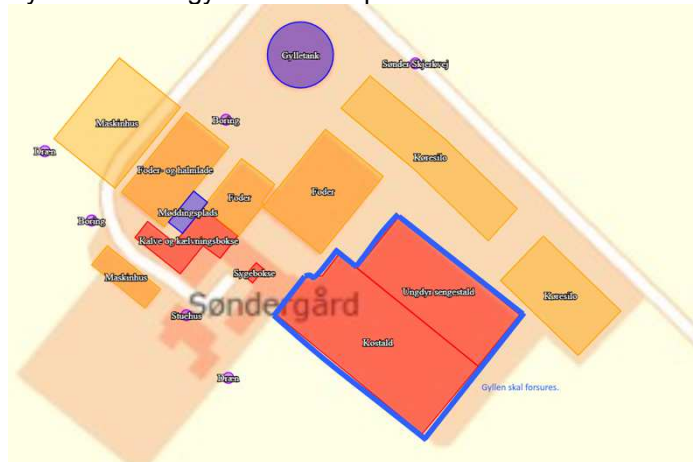 Gylletank
Sønder Skjerkvej
Maskinhus
Boring
Dræn
Køresilo
Foder- og halmlade
Foder
Foder
Møddingsplads
Boring
Kalve og kælvningsbokse
Sygebokse
Maskinhus
Ungdyr sengestald
Køresilo
Søndergård
Stuehus
Kostald
Dræn
Gyllen skal forsures.